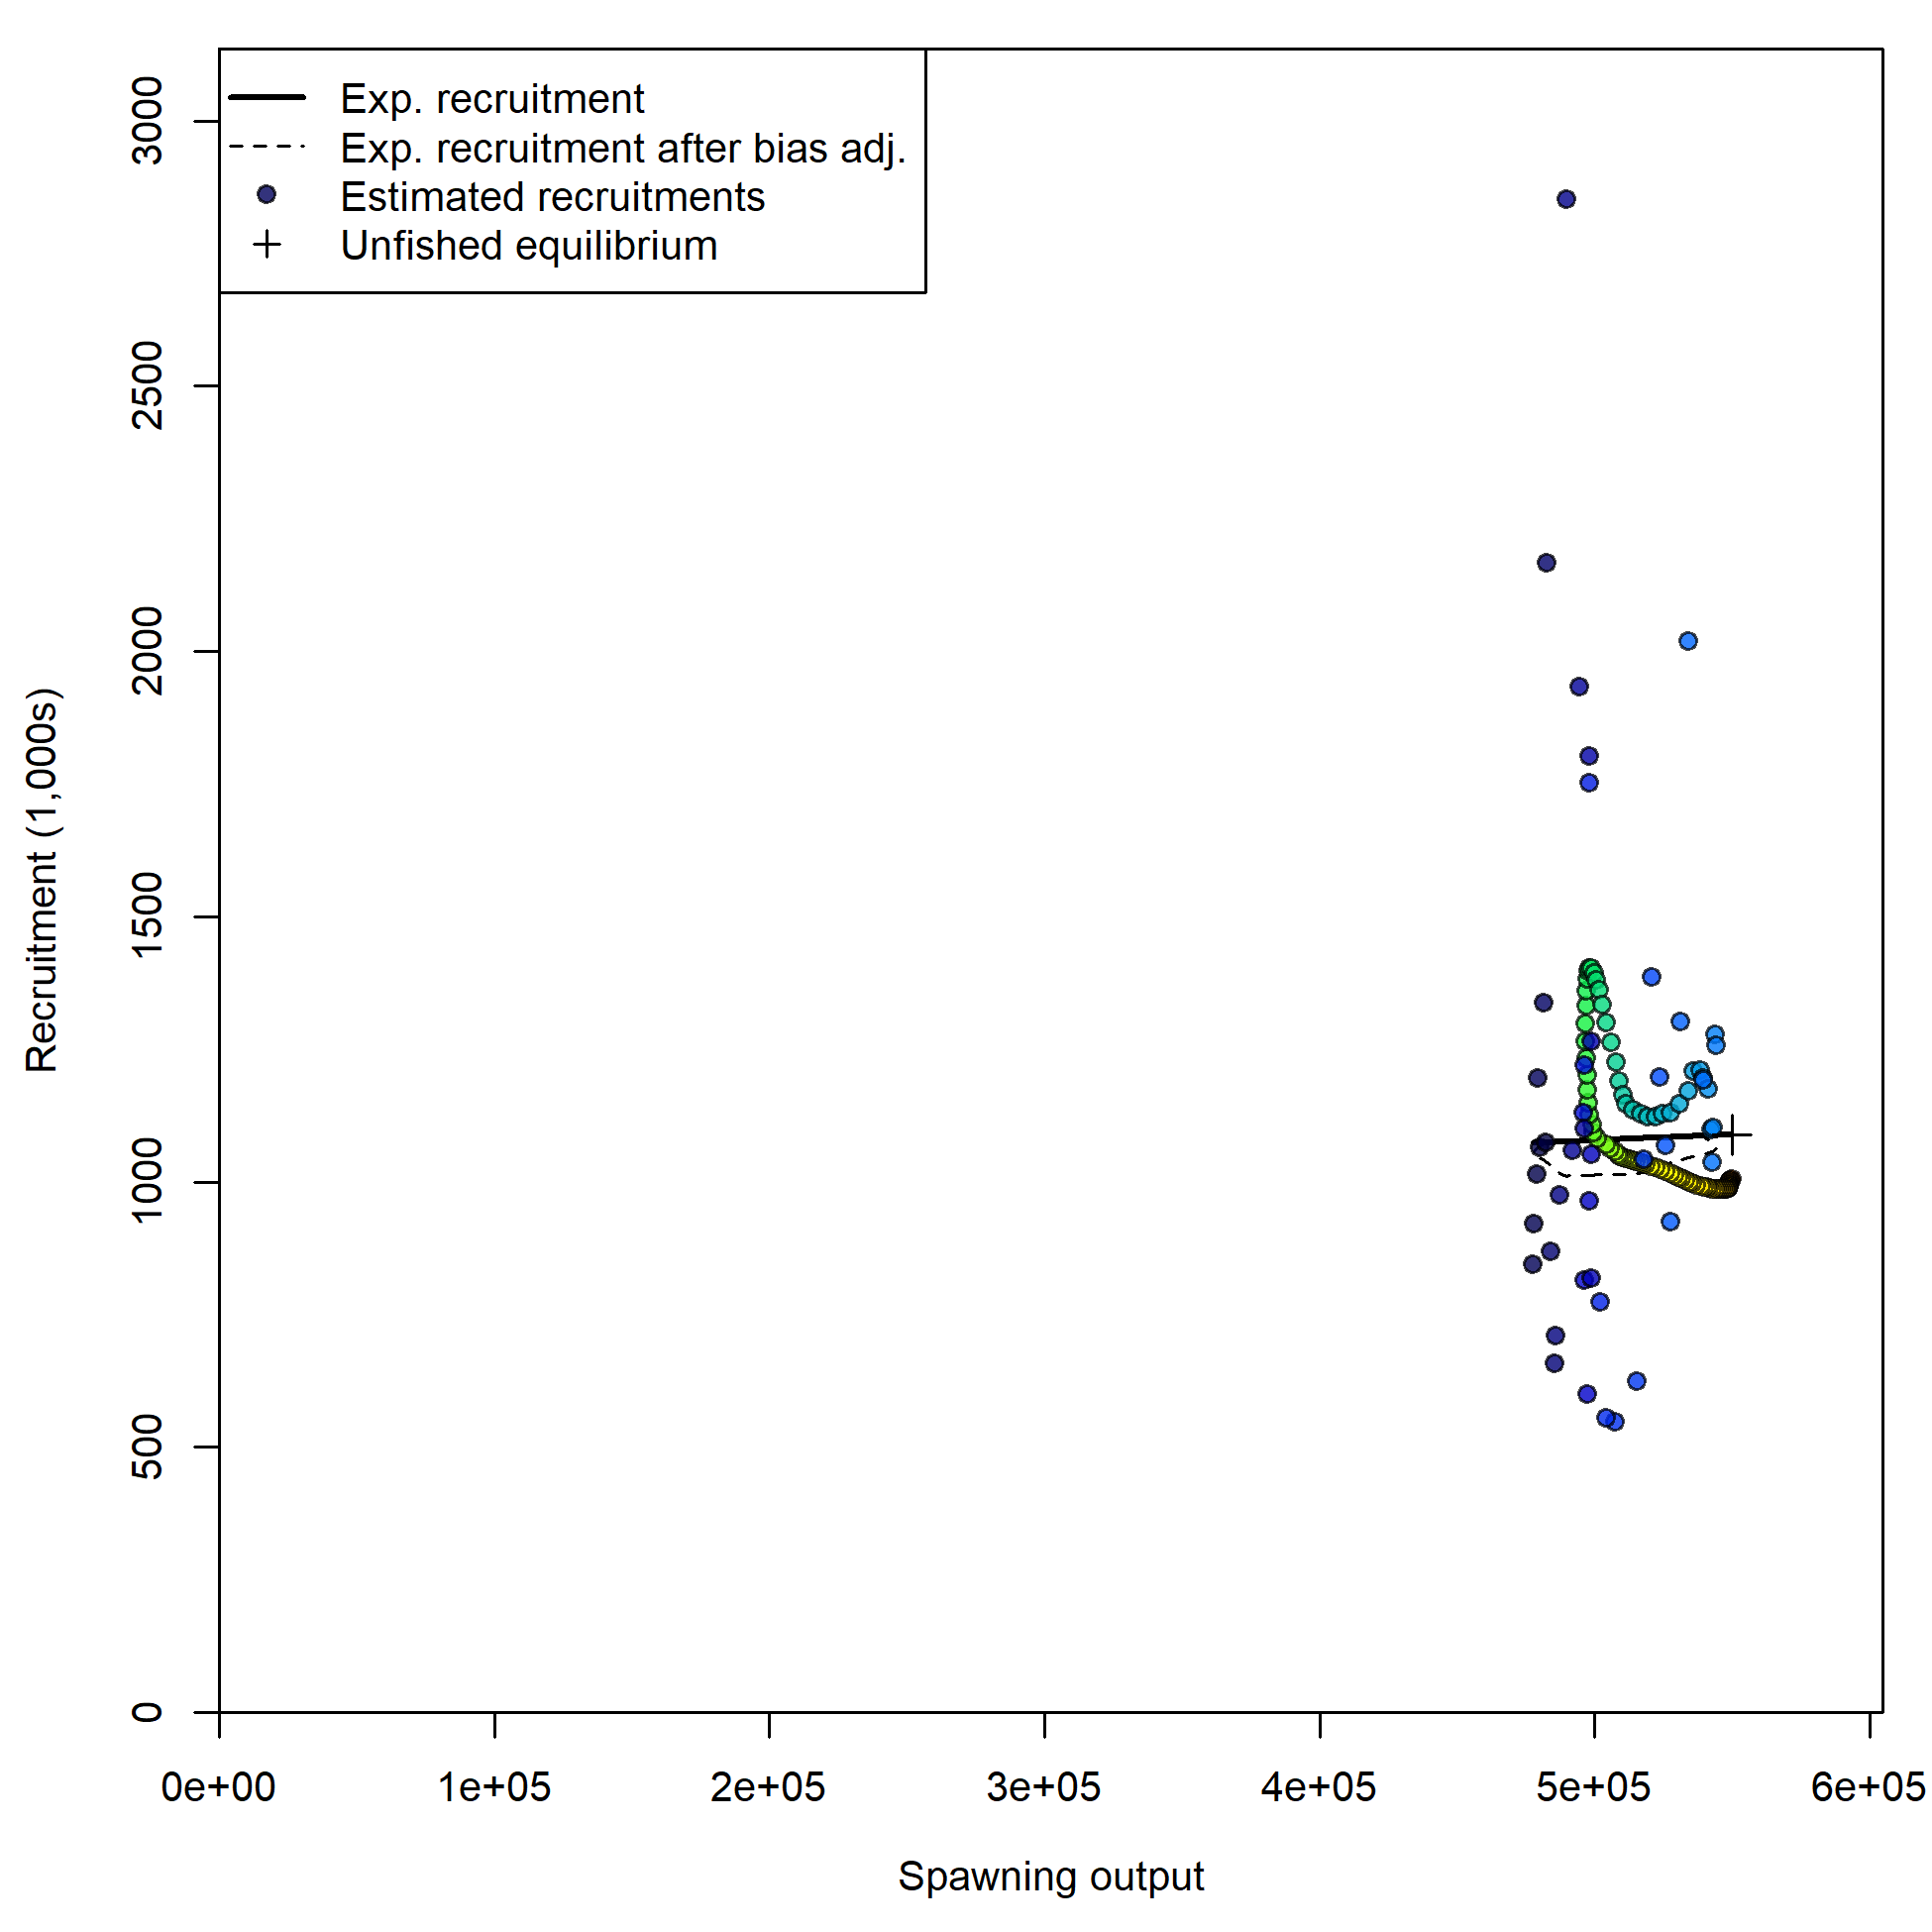 Exp. recruitment
Exp. recruitment after bias adj.
Estimated recruitments
Unfished equilibrium
3000
2500
2000
1500
1000
500
0
Recruitment (1,000s)
0e+00 1e+05 2e+05 3e+05 4e+05 5e+05 6e+05
Spawning output